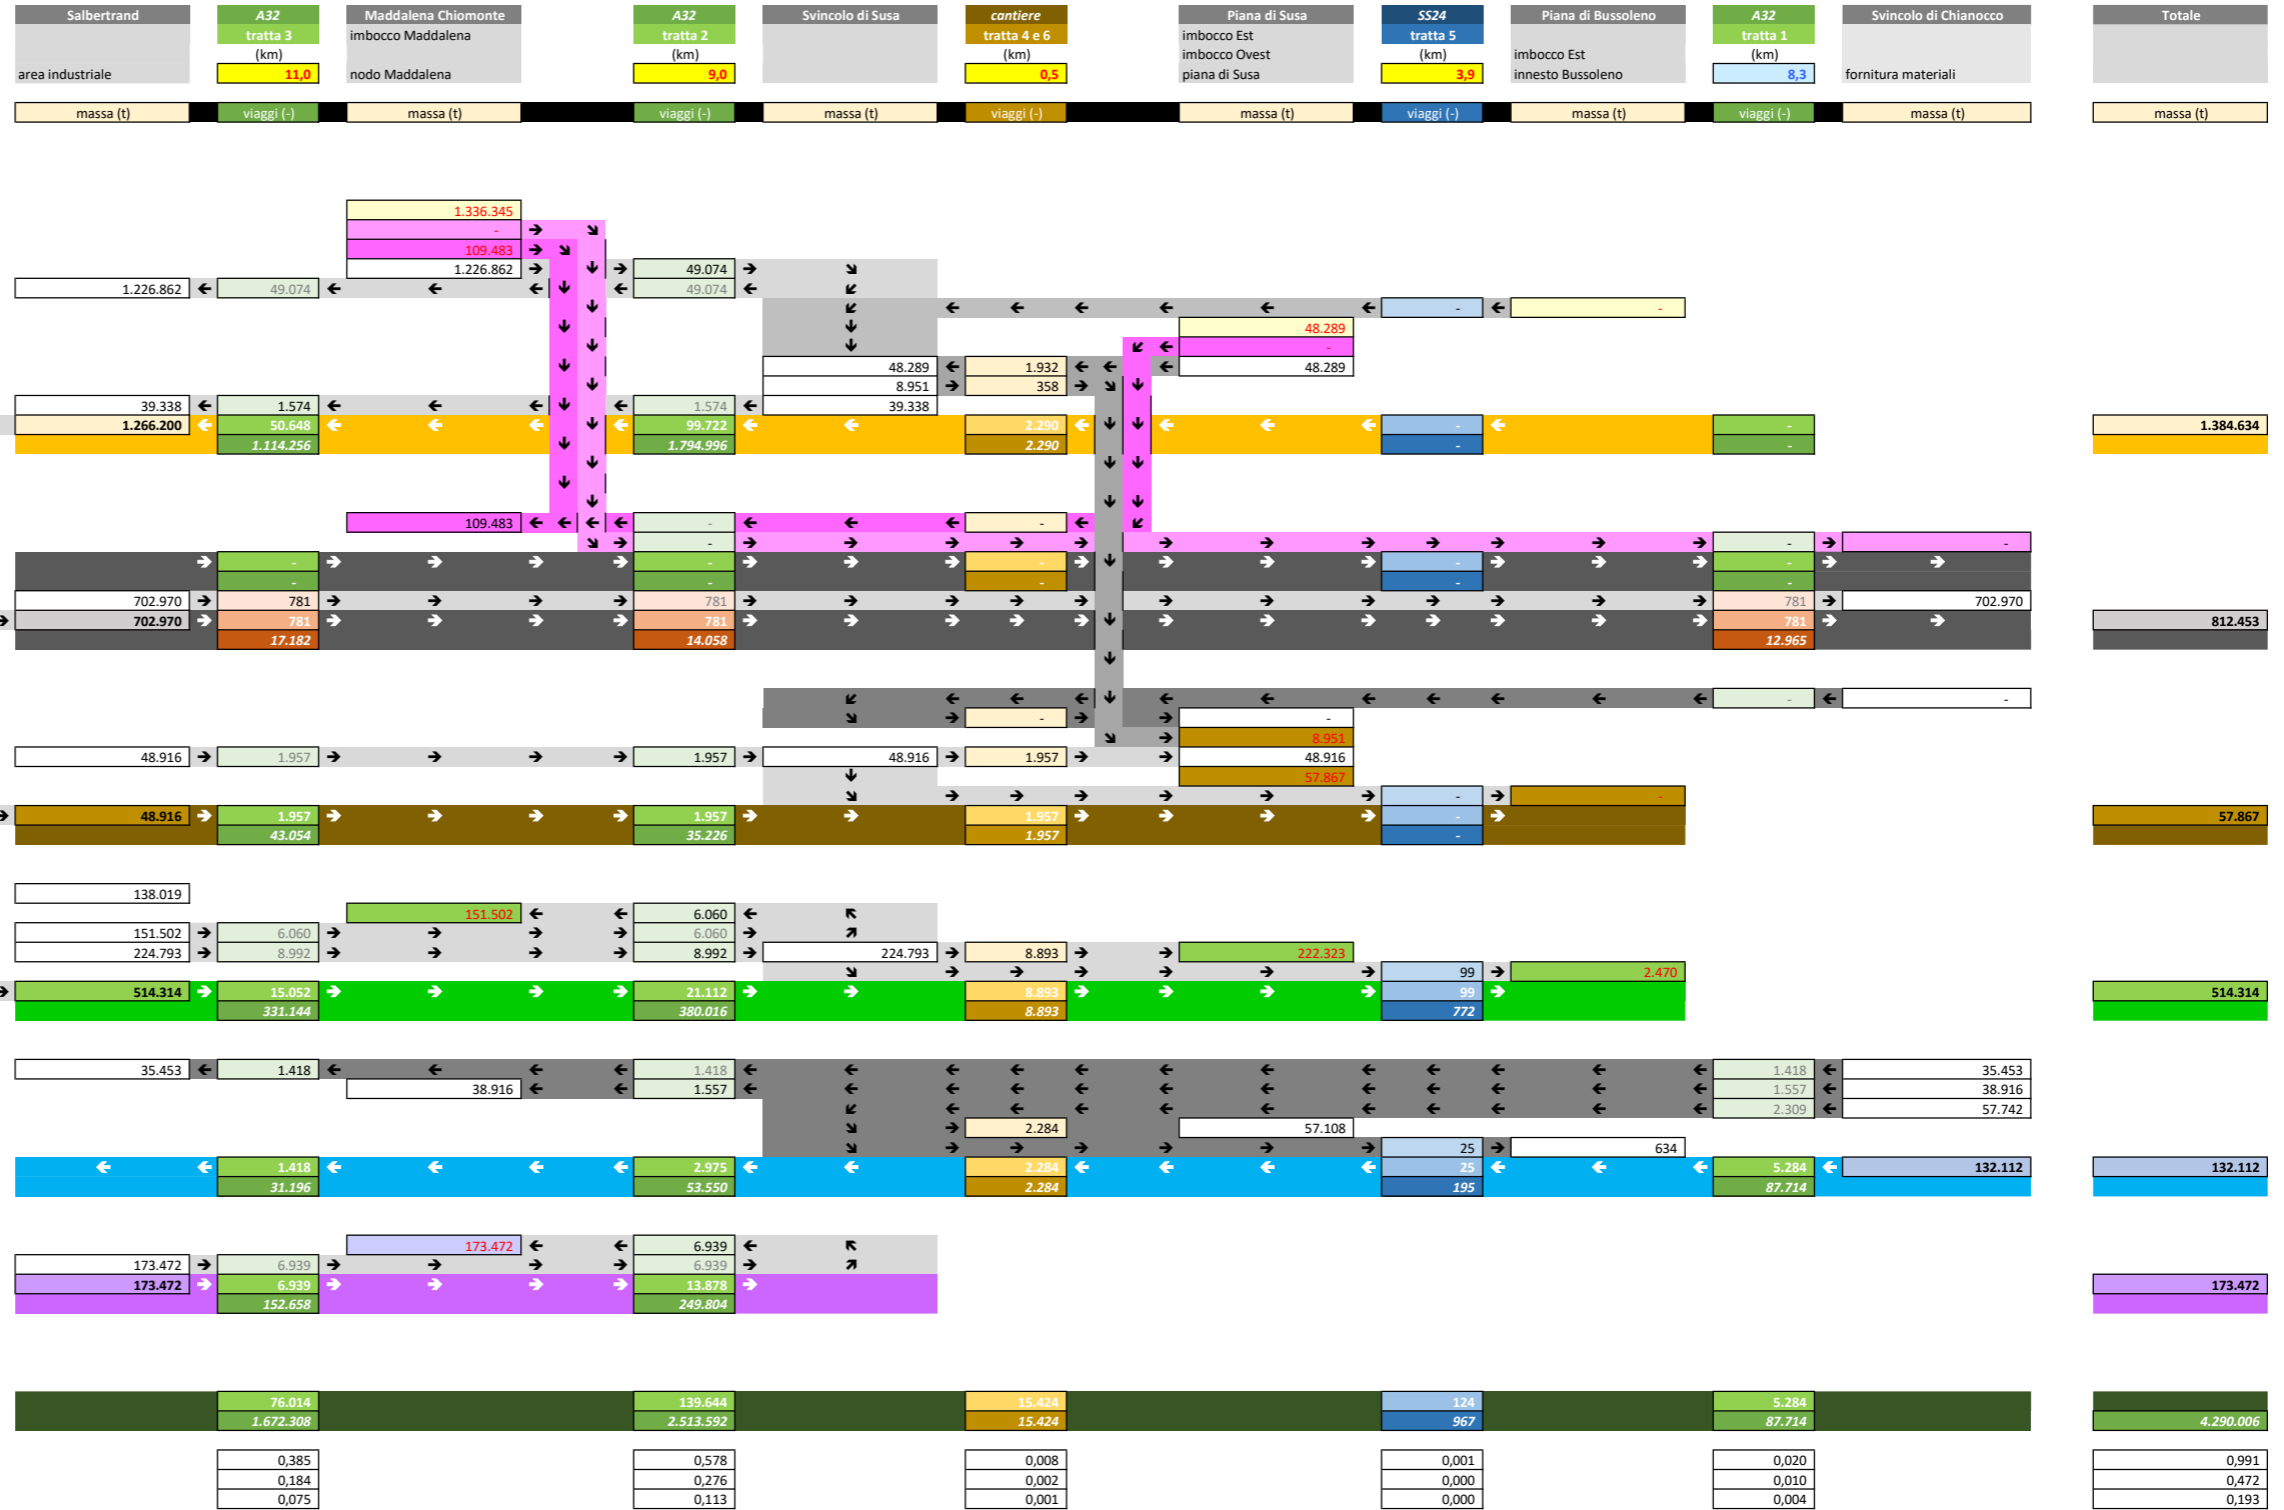 Salbertrand A32 Maddalena Chiomonte A32 Svincolo di Susa cantiere Piana di Susa SS24 Piana di Bussoleno A32 Svincolo di Chianocco Totale
tratta 3 imbocco Maddalena tratta 2 tratta 4 e 6 imbocco Est tratta 5 tratta 1
(km) (km) (km) imbocco Ovest (km) imbocco Est (km)
area industriale 11,0 nodo Maddalena 9,0 0,5 piana di Susa 3,9 innesto Bussoleno 8,3 fornitura materiali
massa (t) viaggi (-) massa (t) viaggi (-) massa (t) viaggi (-) massa (t) viaggi (-) massa (t) viaggi (-) massa (t) massa (t)
1.336.345
-
109.483
1.226.862 49.074
1.226.862 49.074 49.074
- -
48.289
-
48.289 1.932 48.289
8.951 358
39.338 1.574 1.574 39.338
1.266.200 50.648 99.722 2.290 - - 1.384.634
1.114.256 1.794.996 2.290 - -
109.483 - -
- - -
- - - - -
- - - - -
702.970 781 781 781 702.970
702.970 781 781 781 812.453
17.182 14.058 12.965
- -
- -
8.951
48.916 1.957 1.957 48.916 1.957 48.916
57.867
- -
48.916 1.957 1.957 1.957 - 57.867
43.054 35.226 1.957 -
138.019
151.502 6.060
151.502 6.060 6.060
224.793 8.992 8.992 224.793 8.893 222.323
99 2.470
514.314 15.052 21.112 8.893 99 514.314
331.144 380.016 8.893 772
35.453 1.418 1.418 1.418 35.453
38.916 1.557 1.557 38.916
2.309 57.742
2.284 57.108
25 634
1.418 2.975 2.284 25 5.284 132.112 132.112
31.196 53.550 2.284 195 87.714
173.472 6.939
173.472 6.939 6.939
173.472 6.939 13.878 173.472
152.658 249.804
76.014 139.644 15.424 124 5.284
1.672.308 2.513.592 15.424 967 87.714 4.290.006
0,385 0,578 0,008 0,001 0,020 0,991
0,184 0,276 0,002 0,000 0,010 0,472
0,075 0,113 0,001 0,000 0,004 0,193